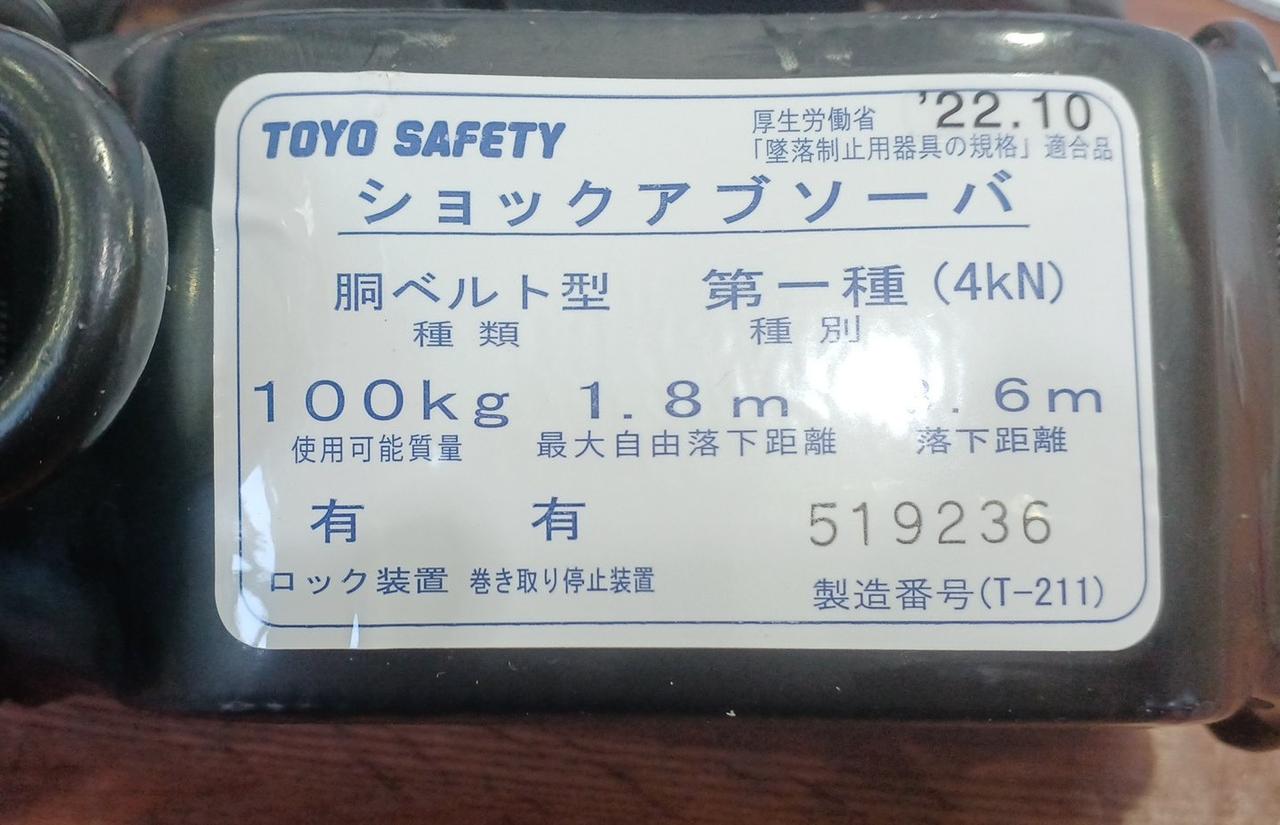 TOYO SAFETY
厚生労働省 '22.10
「墜落制止用器具の規格」適合品
ショックアブソーバ
胴ベルト型 第一種(4kN)
種類 種別
100kg 1.8m .6m
使用可能質量 最大自由落下距離 落下距離
有 有 519236
ロック装置 巻き取り停止装置 製造番号(T-211)